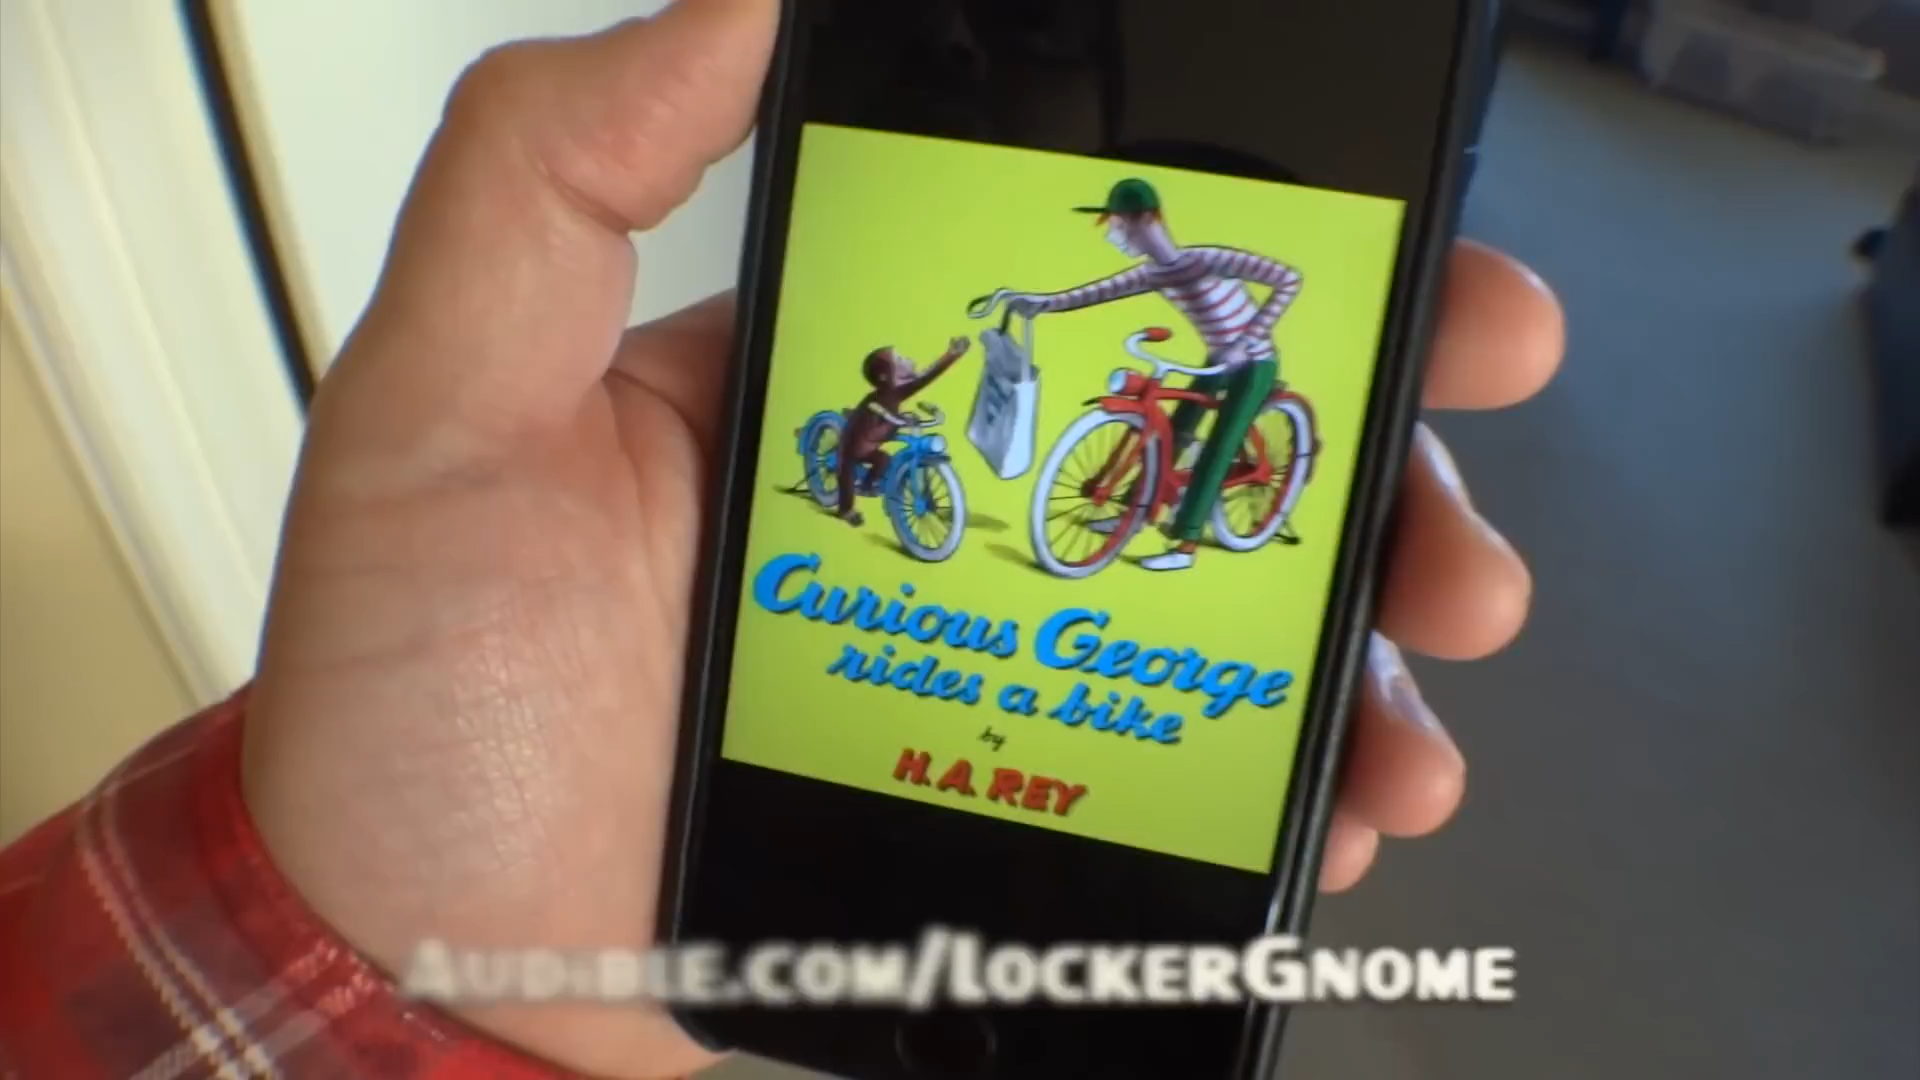 Curious George
rides a bike
by
H. A. REY
AUDIBLE.COM/LOCKERGNOME